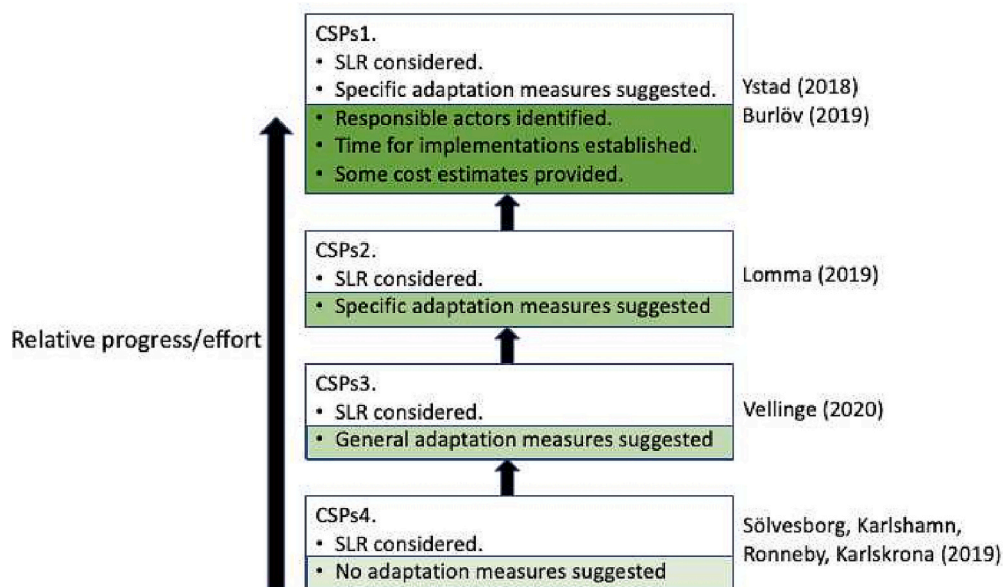 CSPs1.
• SLR considered.
• Specific adaptation measures suggested.
• Responsible actors identified.
• Time for implementations established.
• Some cost estimates provided.
Ystad (2018)
Burlöv (2019)
CSPs2.
• SLR considered.
• Specific adaptation measures suggested
Lomma (2019)
Relative progress/effort
CSPs3.
• SLR considered.
• General adaptation measures suggested
Vellinge (2020)
CSPs4.
• SLR considered.
• No adaptation measures suggested
Sölvesborg, Karlshamn,
Ronneby, Karlskrona (2019)